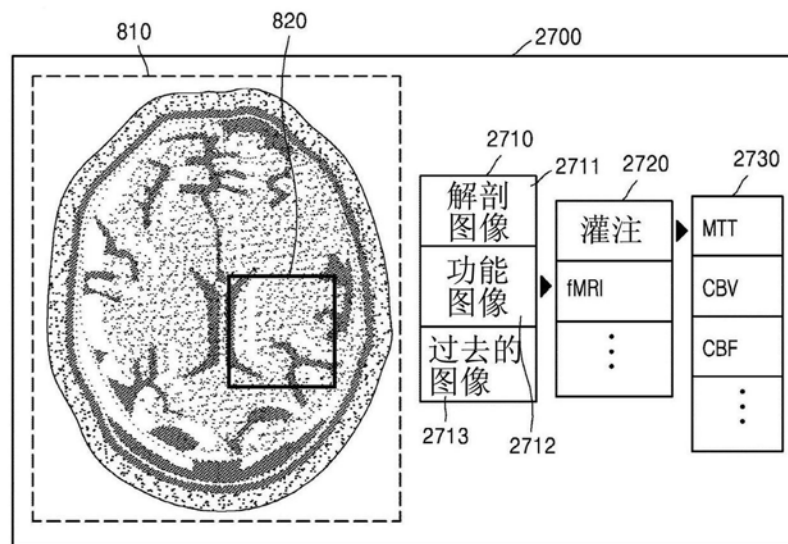 820
810
2700
2710
2711
2720
2730
解剖
图像
功能
图像
过去的
图像
灌注
fMRI
MTT
CBV
CBF
2713
2712